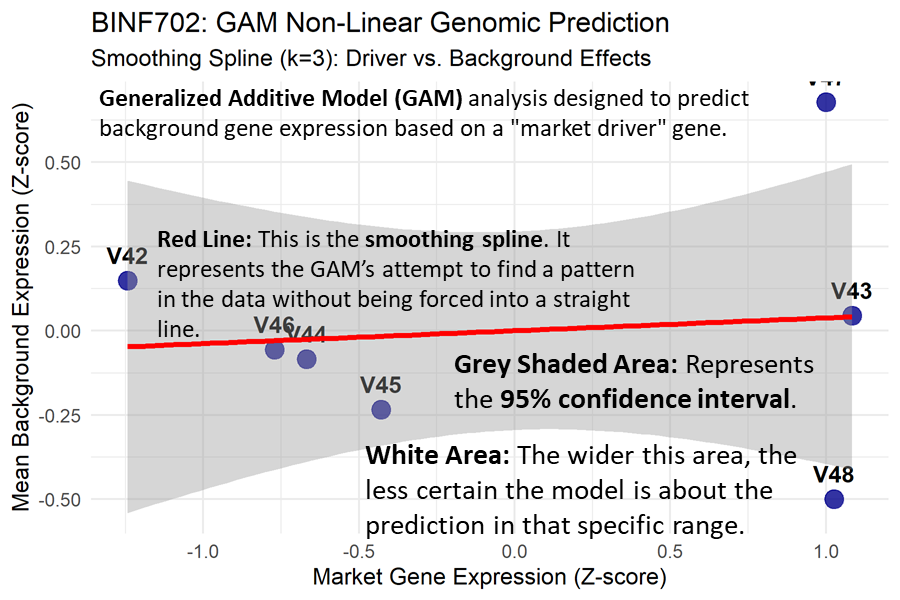 BINF702: GAM Non-Linear Genomic Prediction
Smoothing Spline (k=3): Driver vs. Background Effects
Generalized Additive Model (GAM) analysis designed to predict
background gene expression based on a "market driver" gene.
V47
0.50
Red Line: This is the smoothing spline. It
represents the GAM’s attempt to find a pattern
in the data without being forced into a straight
line.
0.25
V42
V43
0.00
V46
V44
Grey Shaded Area: Represents
the 95% confidence interval.
V45
-0.25
White Area: The wider this area, the
less certain the model is about the
prediction in that specific range.
V48
-0.50
-1.0 -0.5 0.0 0.5 1.0
Market Gene Expression (Z-score)
Mean Background Expression (Z-score)